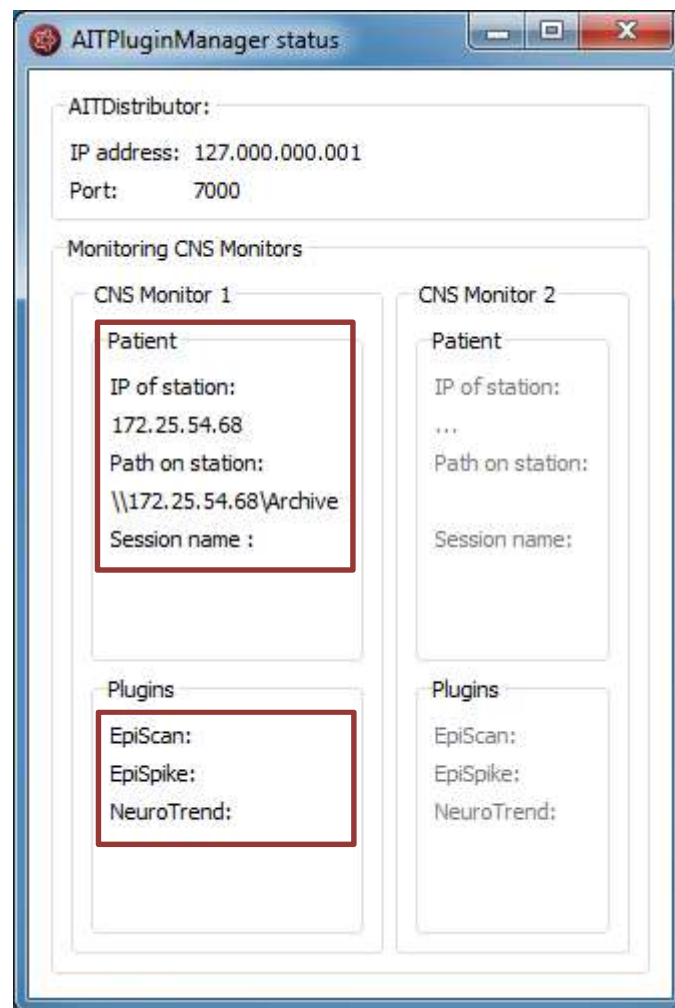 AITPluginManager status
AITDistributor:
IP address: 127.000.000.001
Port: 7000
Monitoring CNS Monitors
CNS Monitor 1
Patient
IP of station:
172.25.54.68
Path on station:
\\172.25.54.68\Archive
Session name :
Plugins
EpiScan:
EpiSpike:
NeuroTrend:
CNS Monitor 2
Patient
IP of station:
...
Path on station:
Session name:
Plugins
EpiScan:
EpiSpike:
NeuroTrend: